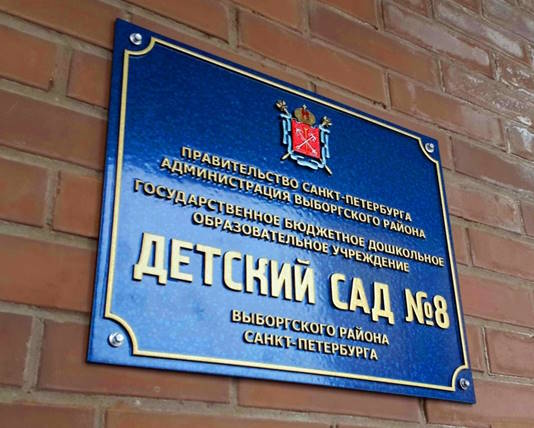 ПРАВИТЕЛЬСТВО САНКТ-ПЕТЕРБУРГА
АДМИНИСТРАЦИЯ ВЫБОРГСКОГО РАЙОНА
ГОСУДАРСТВЕННОЕ БЮДЖЕТНОЕ ДОШКОЛЬНОЕ
ОБРАЗОВАТЕЛЬНОЕ УЧРЕЖДЕНИЕ
ДЕТСКИЙ САД №8
ВЫБОРГСКОГО РАЙОНА
САНКТ-ПЕТЕРБУРГА